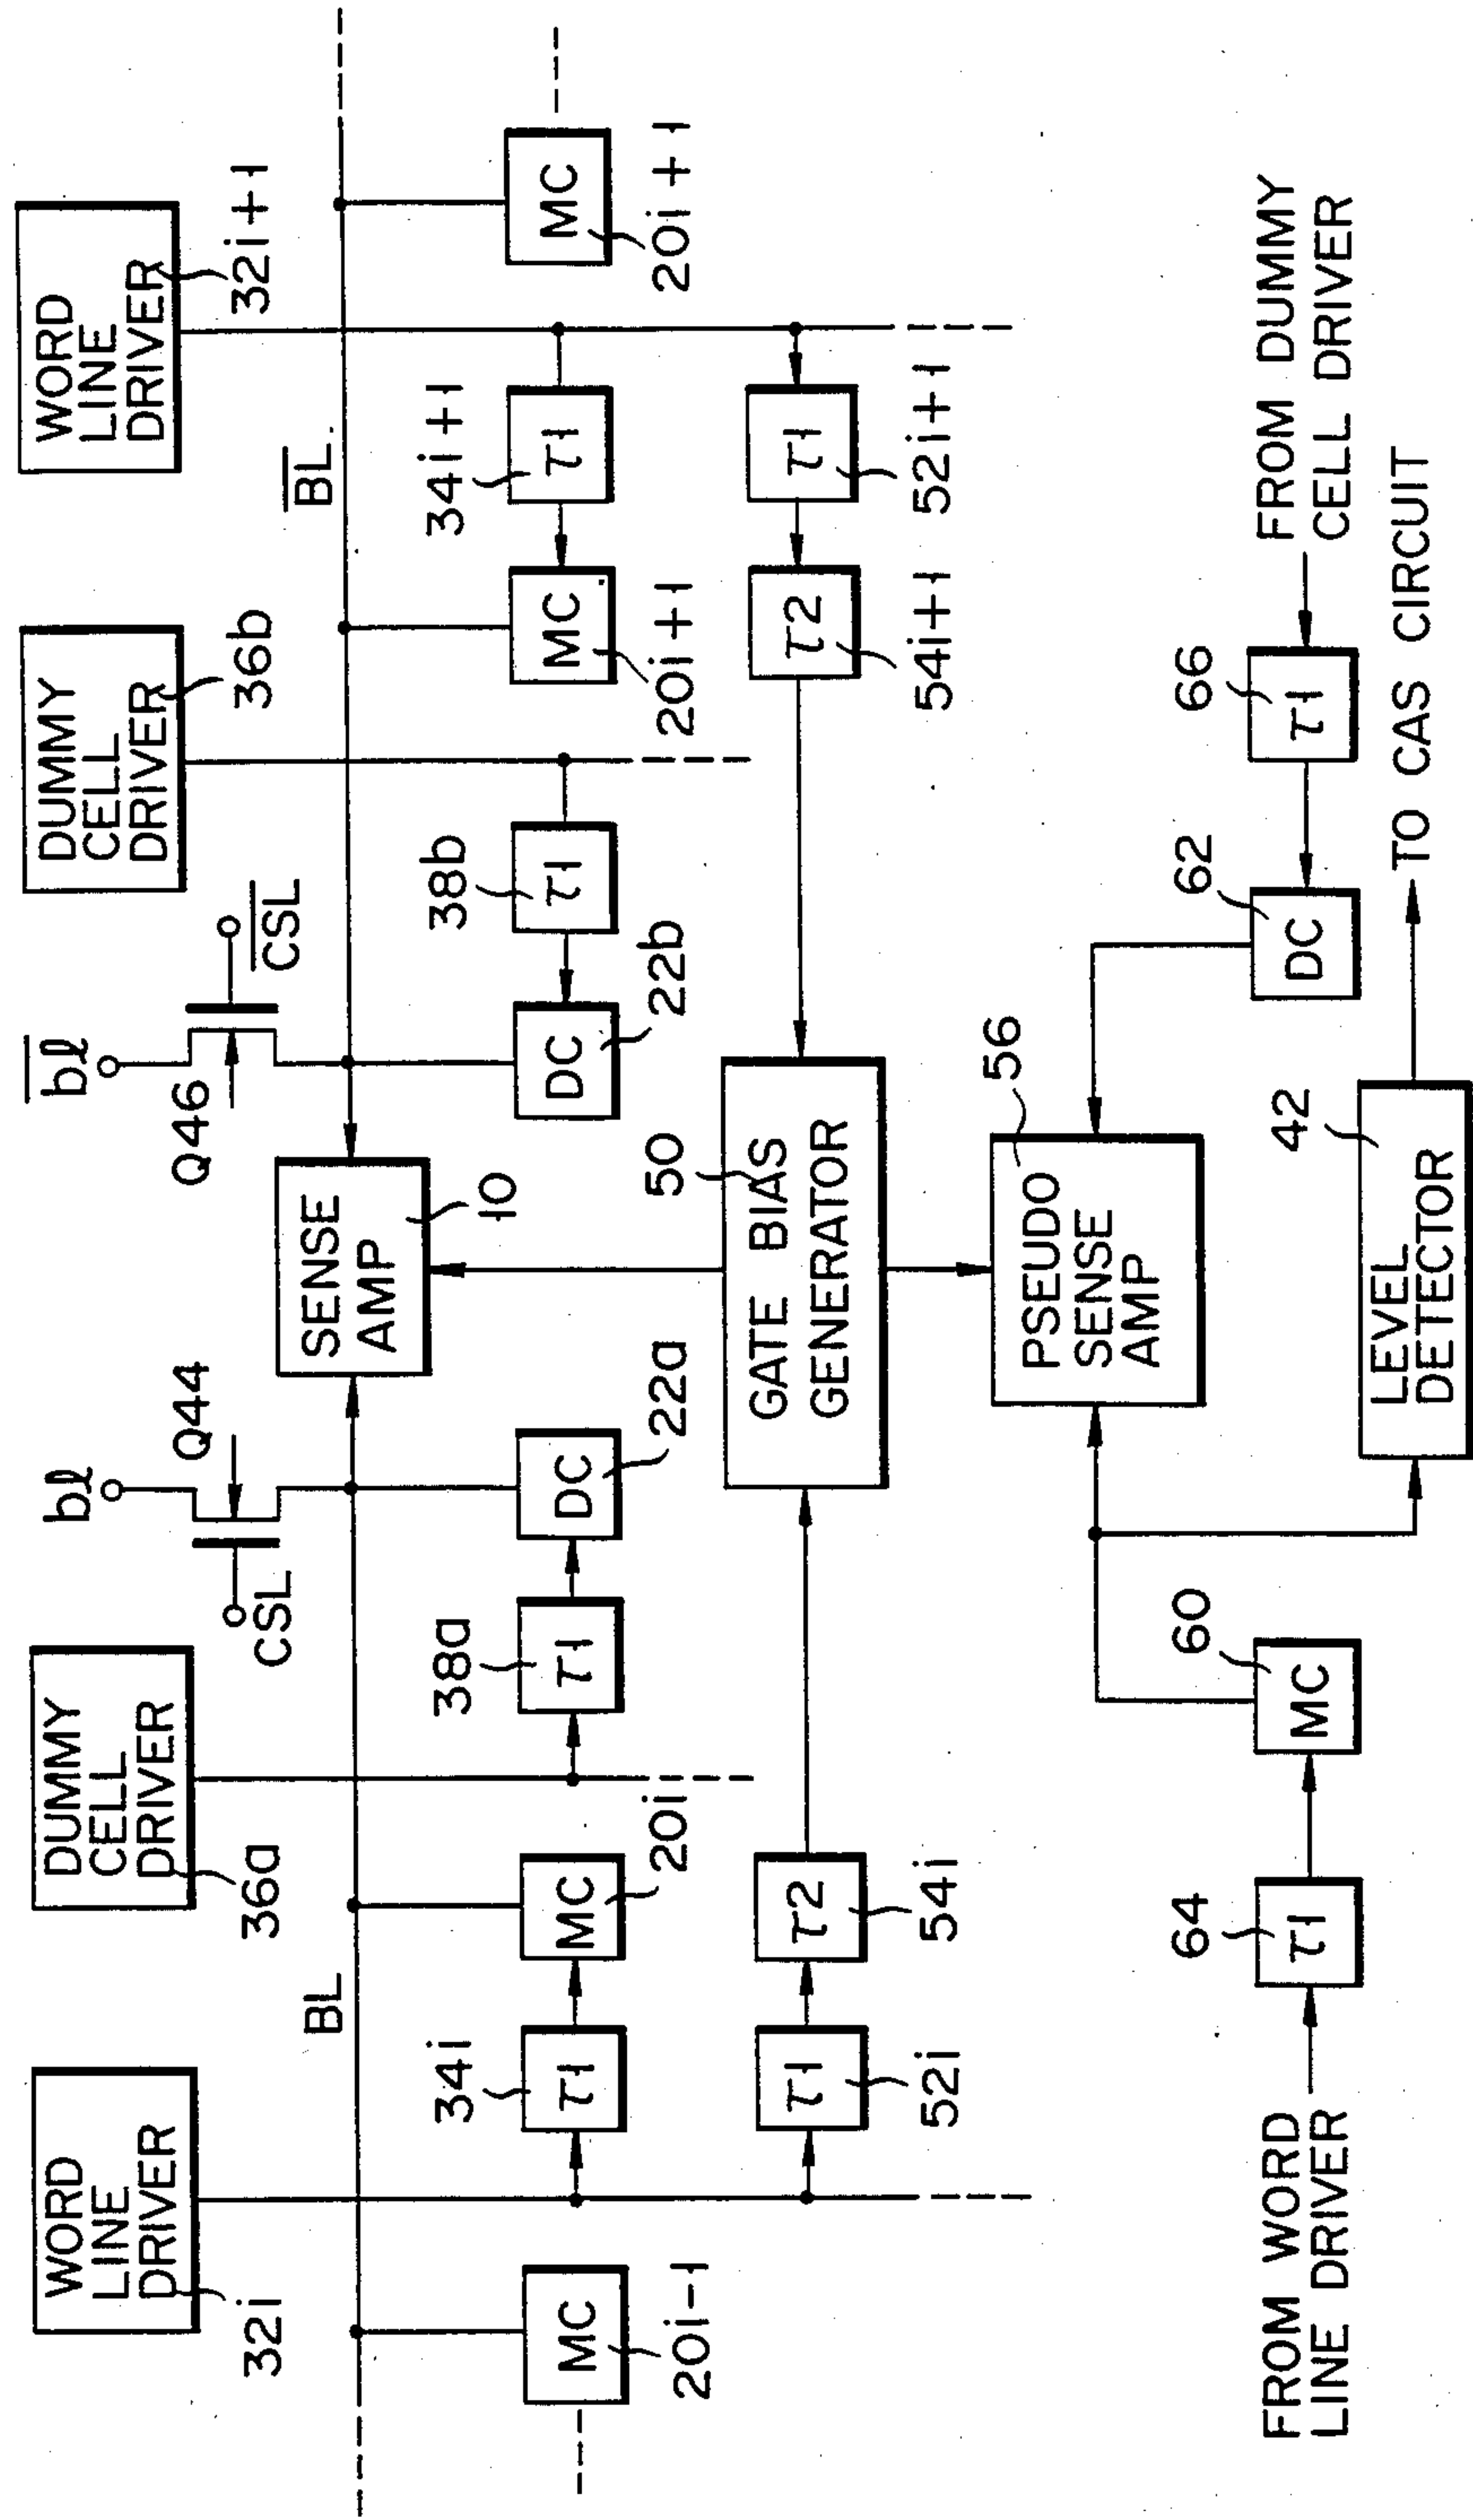 WORD
LINE
DRIVER
32i
DUMMY
CELL
DRIVER
36a
bℓ
Q44
CSL
b̅ℓ̅
Q46
C̅S̅L̅
DUMMY
CELL
DRIVER
36b
WORD
LINE
DRIVER
32i+1
BL
B̅L̅
SENSE
AMP
10
MC
20i-1
34i
τ1
MC
20i
38a
τ1
DC
22a
DC
22b
38b
τ1
MC
20i+1
34i+1
τ1
MC
20i+1
τ1
52i
τ2
54i
50
GATE BIAS
GENERATOR
τ2
54i+1
τ1
52i+1
56
PSEUDO
SENSE
AMP
FROM WORD
LINE DRIVER
64
τ1
60
MC
62
DC
66
τ1
FROM DUMMY
CELL DRIVER
42
LEVEL
DETECTOR
TO CAS CIRCUIT